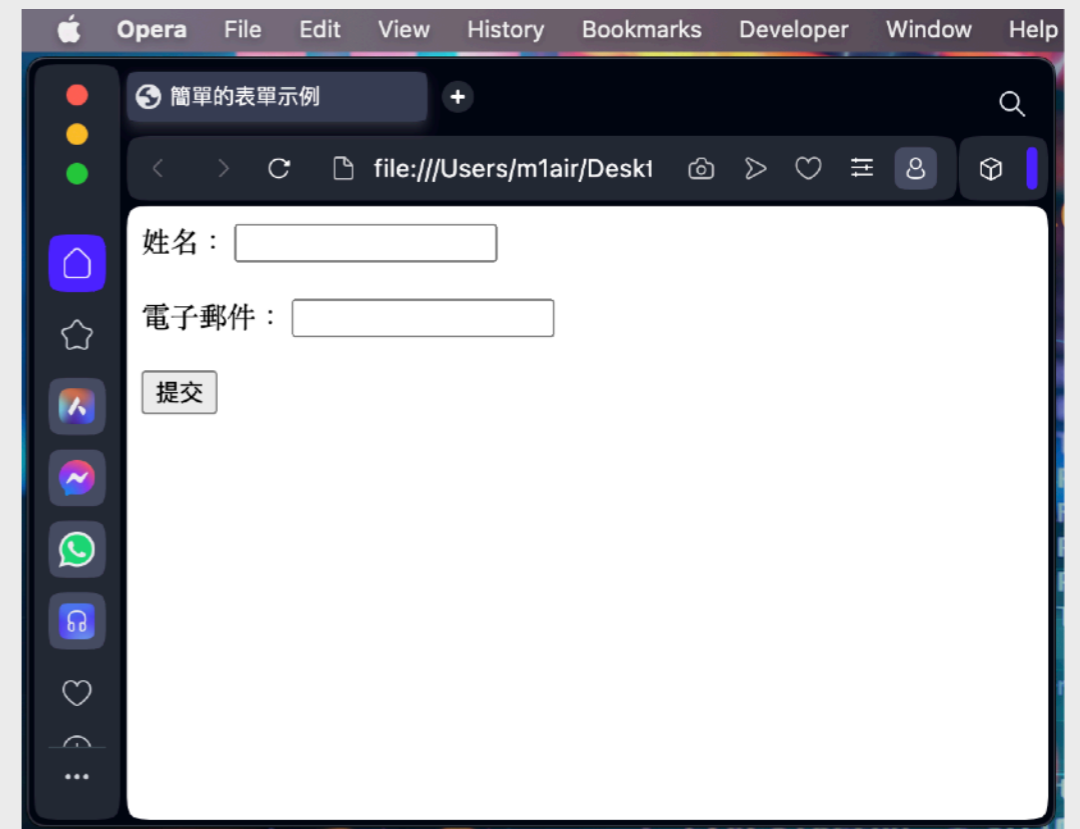 Opera File Edit View History Bookmarks Developer Window Help
簡單的表單示例
file:///Users/m1air/Deskt
姓名：
電子郵件：
提交